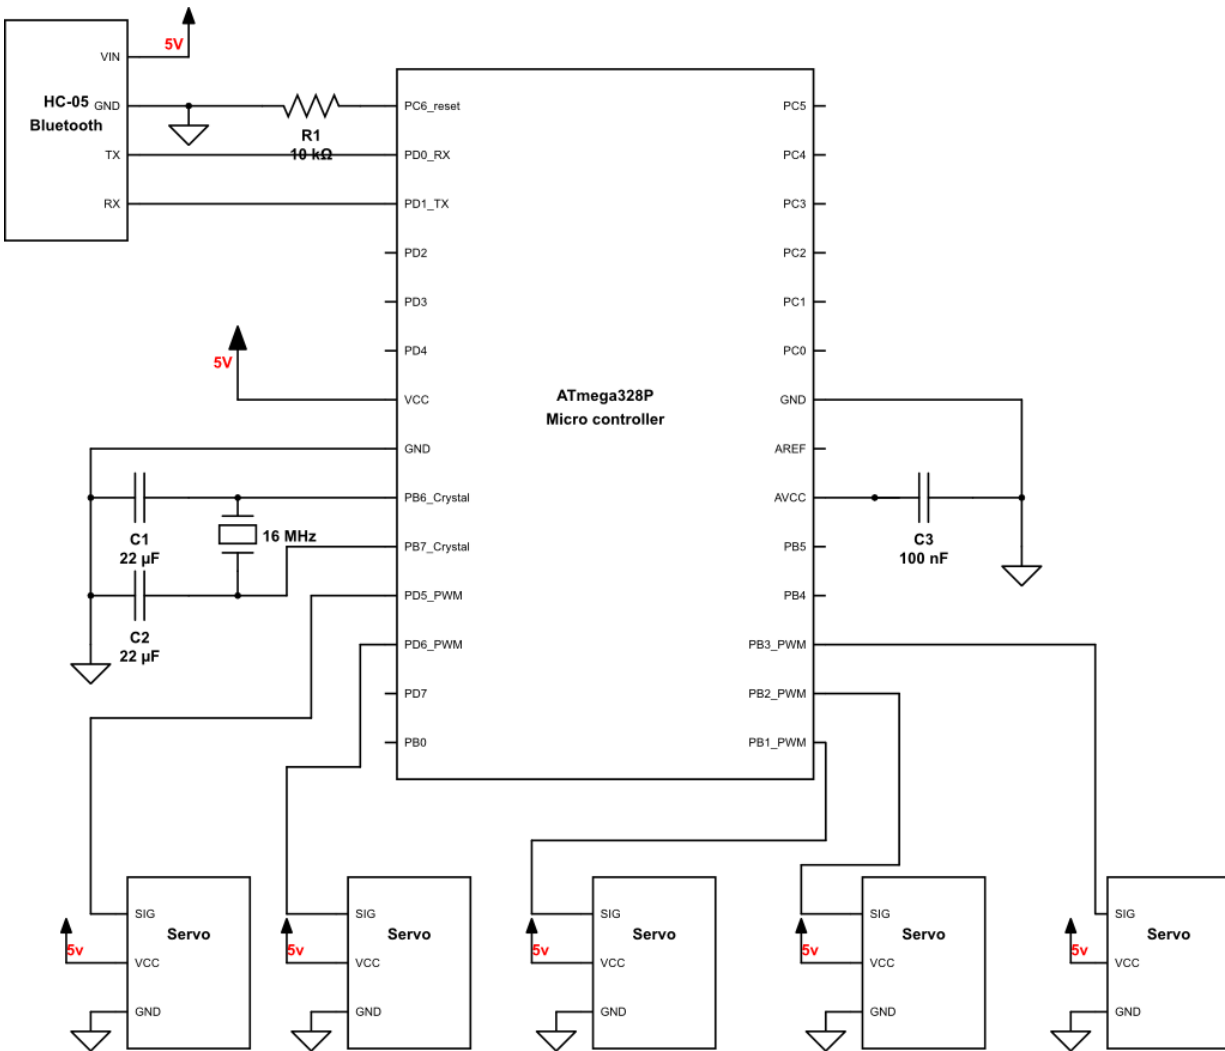 5V
VIN
HC-05
Bluetooth
GND
TX
RX
R1
10 kΩ
PC6_reset
PD0_RX
PD1_TX
PD2
PD3
PD4
5V
VCC
GND
PB6_Crystal
PB7_Crystal
PD5_PWM
PD6_PWM
PD7
PB0
C1
22 µF
16 MHz
C2
22 µF
ATmega328P
Micro controller
PC5
PC4
PC3
PC2
PC1
PC0
GND
AREF
AVCC
PB5
PB4
PB3_PWM
PB2_PWM
PB1_PWM
C3
100 nF
SIG
Servo
5v
VCC
GND
SIG
Servo
5v
VCC
GND
SIG
Servo
5v
VCC
GND
SIG
Servo
5v
VCC
GND
SIG
Servo
5v
VCC
GND